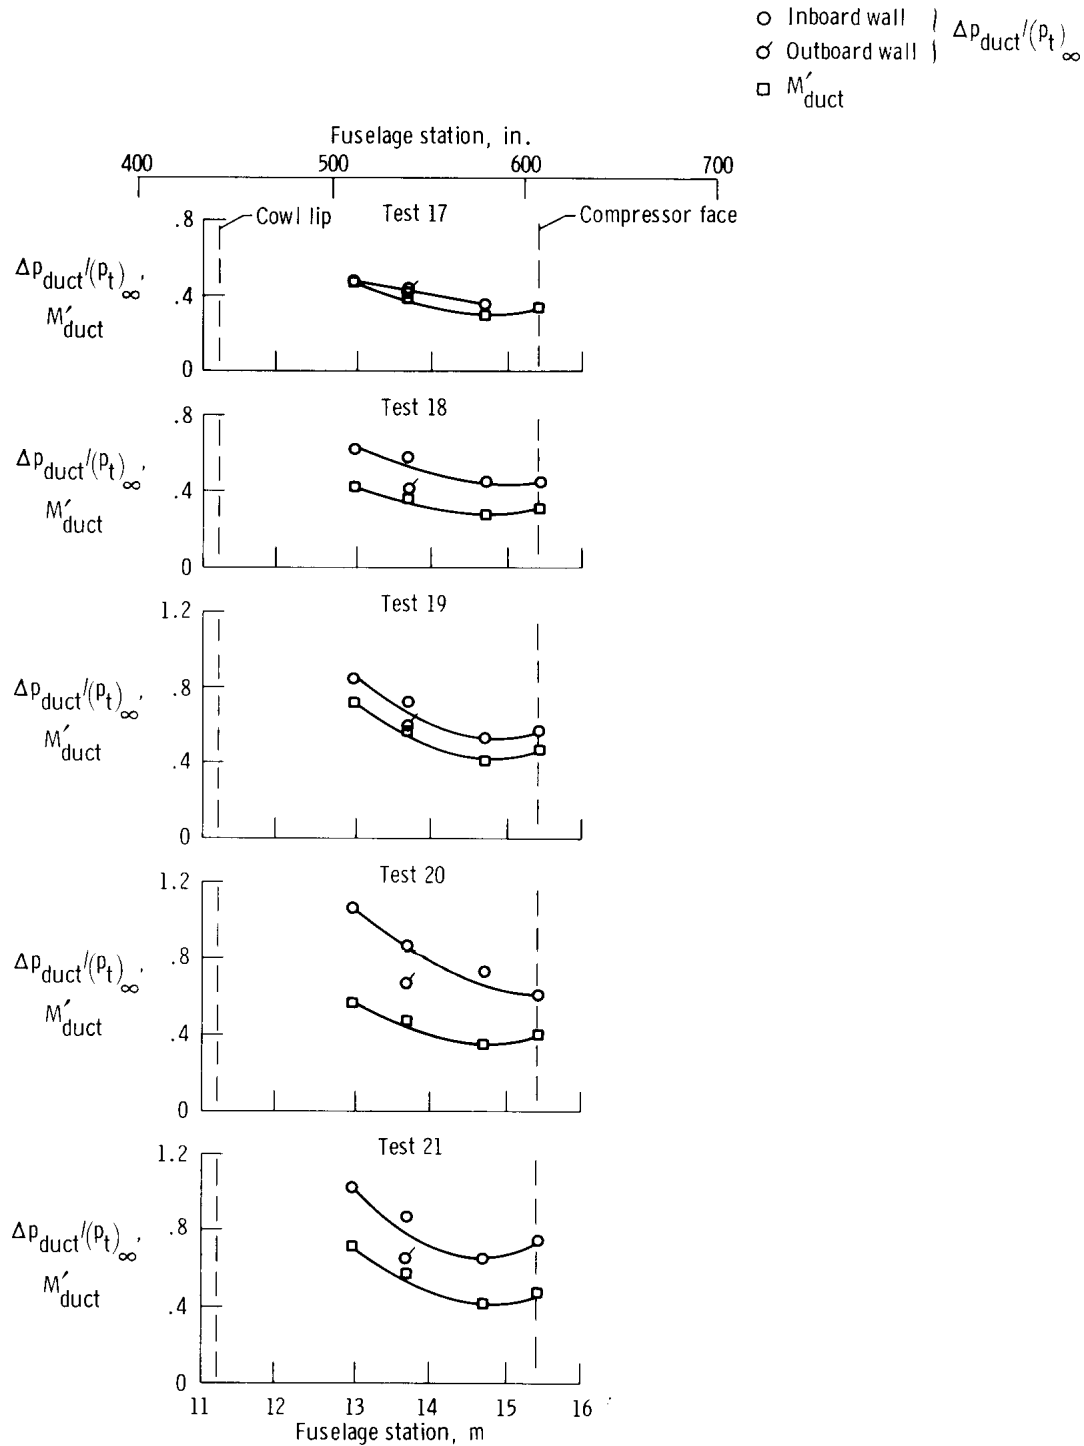 Inboard wall
Outboard wall
Δp_duct/(p_t)_∞
M′_duct
Fuselage station, in.
400 500 600 700
Cowl lip
Test 17
Compressor face
.8
Δp_duct/(p_t)_∞,
M′_duct
.4
0
Test 18
.8
Δp_duct/(p_t)_∞,
M′_duct
.4
0
Test 19
1.2
Δp_duct/(p_t)_∞,
M′_duct
.8
.4
0
Test 20
1.2
.8
Δp_duct/(p_t)_∞,
M′_duct
.4
0
Test 21
1.2
.8
Δp_duct/(p_t)_∞,
M′_duct
.4
0
11 12 13 14 15 16
Fuselage station, m